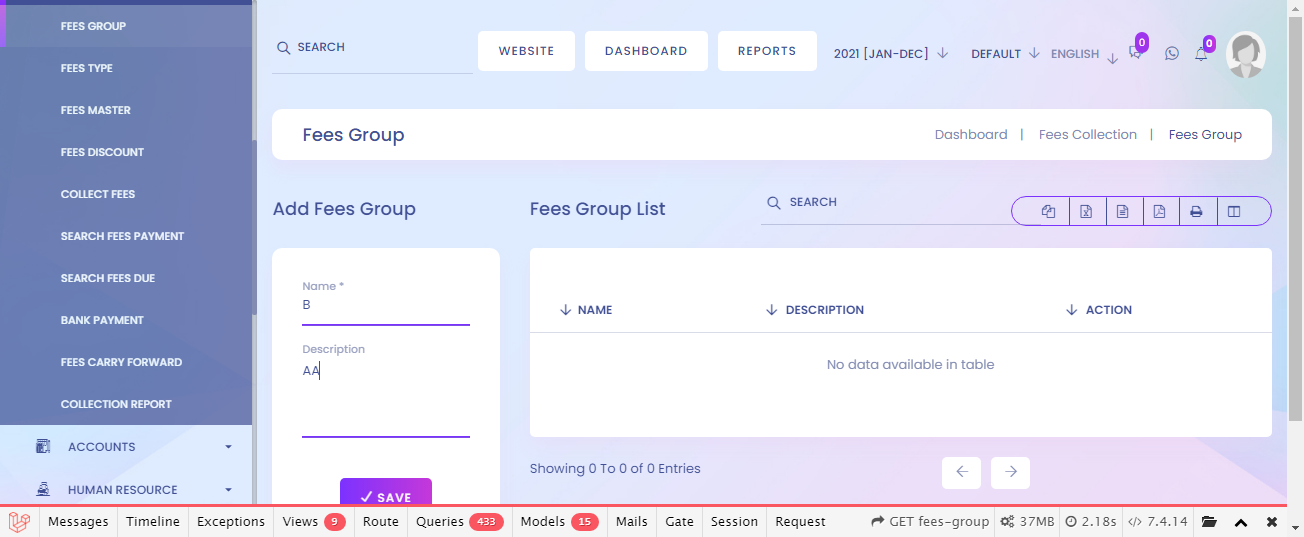 FEES GROUP
FEES TYPE
FEES MASTER
FEES DISCOUNT
COLLECT FEES
SEARCH FEES PAYMENT
SEARCH FEES DUE
BANK PAYMENT
FEES CARRY FORWARD
COLLECTION REPORT
ACCOUNTS
HUMAN RESOURCE
SEARCH WEBSITE DASHBOARD REPORTS 2021 [JAN-DEC] DEFAULT ENGLISH 0 0
Fees Group Dashboard | Fees Collection | Fees Group
Add Fees Group
Name *
B
Description
AA
SAVE
Fees Group List SEARCH
NAME DESCRIPTION ACTION
No data available in table
Showing 0 To 0 of 0 Entries
Messages Timeline Exceptions Views 9 Route Queries 433 Models 15 Mails Gate Session Request GET fees-group 37MB 2.18s 7.4.14